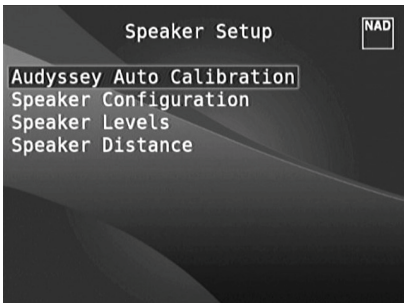 Speaker Setup
NAD
Audyssey Auto Calibration
Speaker Configuration
Speaker Levels
Speaker Distance